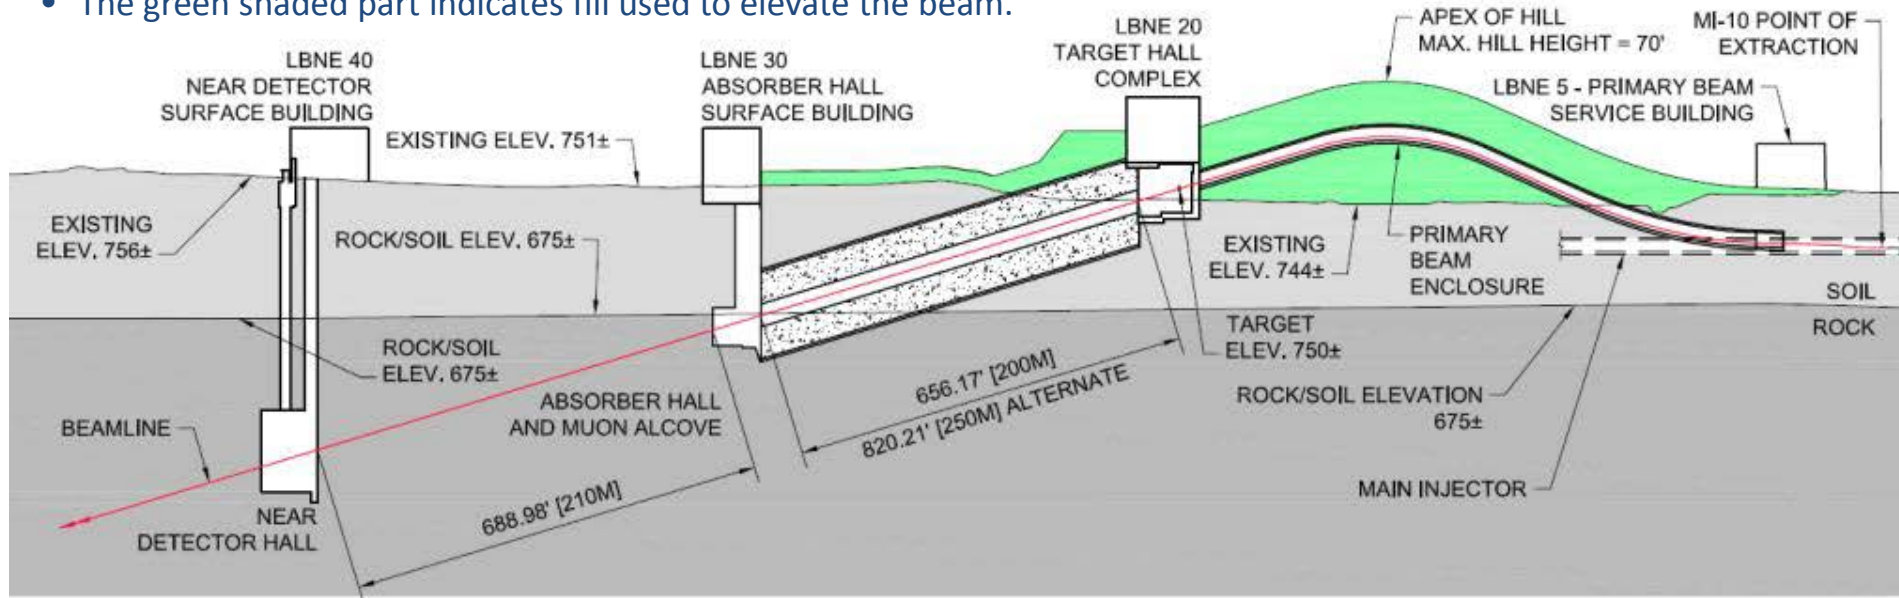 • The green shaded part indicates fill used to elevate the beam.
LBNE 40
NEAR DETECTOR
SURFACE BUILDING
LBNE 30
ABSORBER HALL
SURFACE BUILDING
LBNE 20
TARGET HALL
COMPLEX
APEX OF HILL
MAX. HILL HEIGHT = 70'
MI-10 POINT OF
EXTRACTION
LBNE 5 - PRIMARY BEAM
SERVICE BUILDING
EXISTING ELEV. 751±
EXISTING
ELEV. 756±
ROCK/SOIL ELEV. 675±
EXISTING
ELEV. 744±
PRIMARY
BEAM
ENCLOSURE
SOIL
ROCK
ROCK/SOIL
ELEV. 675±
TARGET
ELEV. 750±
656.17' [200M]
820.21' [250M] ALTERNATE
ROCK/SOIL ELEVATION
675±
BEAMLINE
ABSORBER HALL
AND MUON ALCOVE
MAIN INJECTOR
688.98' [210M]
NEAR
DETECTOR HALL